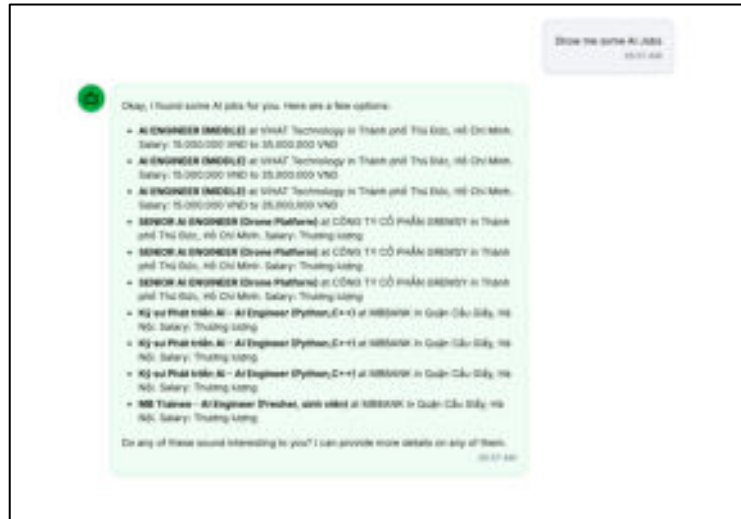 Show me some AI Jobs
Okay, I found some AI jobs for you. Here are a few options:
AI ENGINEER (MIDDLE) at VIHAT Technology in Thành phố Thủ Đức, Hồ Chí Minh.
Salary: 15.000.000 VND to 35.000.000 VND
AI ENGINEER (MIDDLE) at VIHAT Technology in Thành phố Thủ Đức, Hồ Chí Minh.
Salary: 15.000.000 VND to 35.000.000 VND
AI ENGINEER (MIDDLE) at VIHAT Technology in Thành phố Thủ Đức, Hồ Chí Minh.
Salary: 15.000.000 VND to 35.000.000 VND
SENIOR AI ENGINEER (Drone Platform) at CÔNG TY CỔ PHẦN in Thành
phố Thủ Đức, Hồ Chí Minh. Salary: Thương lượng
SENIOR AI ENGINEER (Drone Platform) at CÔNG TY CỔ PHẦN in Thành
phố Thủ Đức, Hồ Chí Minh. Salary: Thương lượng
SENIOR AI ENGINEER (Drone Platform) at CÔNG TY CỔ PHẦN in Thành
phố Thủ Đức, Hồ Chí Minh. Salary: Thương lượng
Kỹ sư Phát triển AI - AI Engineer (Python,C++) at MBBANK in Quận Cầu Giấy, Hà
Nội. Salary: Thương lượng
Kỹ sư Phát triển AI - AI Engineer (Python,C++) at MBBANK in Quận Cầu Giấy, Hà
Nội. Salary: Thương lượng
Kỹ sư Phát triển AI - AI Engineer (Python,C++) at MBBANK in Quận Cầu Giấy, Hà
Nội. Salary: Thương lượng
MB Trainee - AI Engineer (Fresher, sinh viên) at MBBANK in Quận Cầu Giấy, Hà
Nội. Salary: Thương lượng
Do any of these sound interesting to you? I can provide more details on any of them.